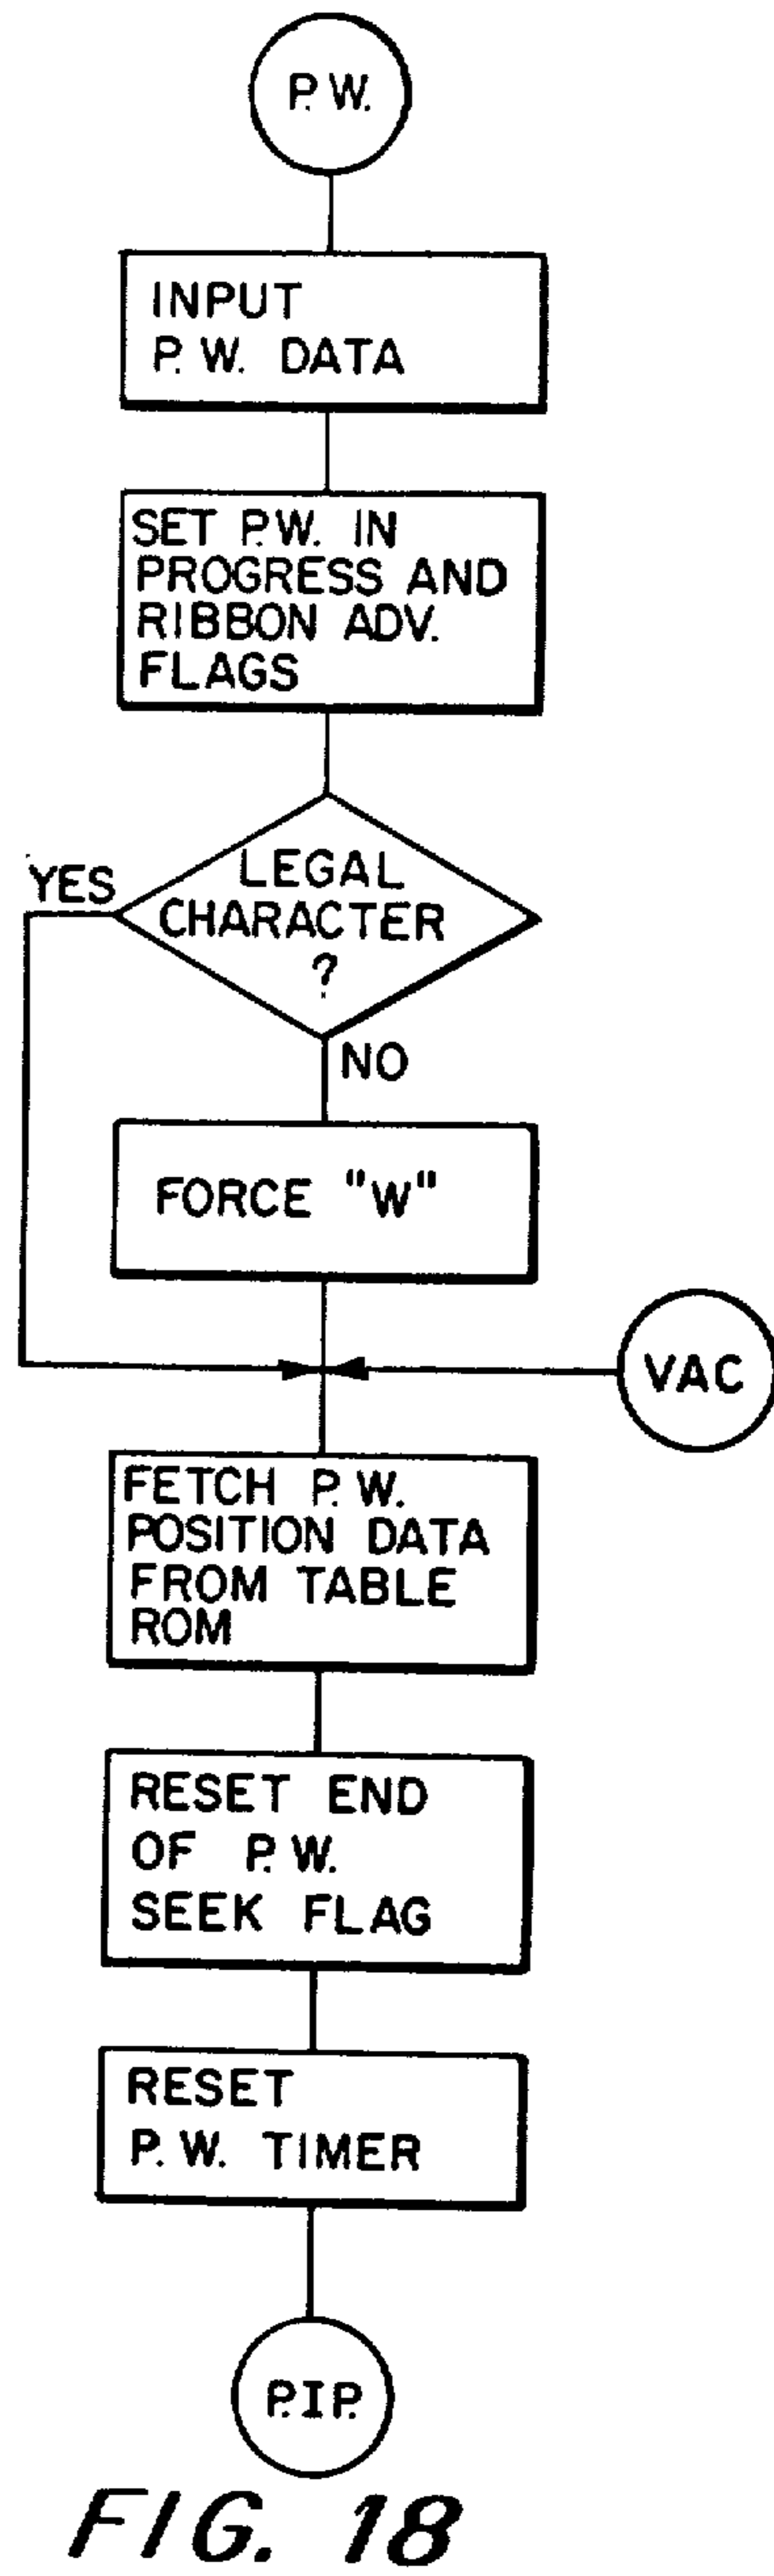 P.W.
INPUT
P.W. DATA
SET P.W. IN
PROGRESS AND
RIBBON ADV.
FLAGS
YES
LEGAL
CHARACTER
?
NO
FORCE "W"
VAC
FETCH P.W.
POSITION DATA
FROM TABLE
ROM
RESET END
OF P.W.
SEEK FLAG
RESET
P.W. TIMER
P.I.P.
FIG. 18